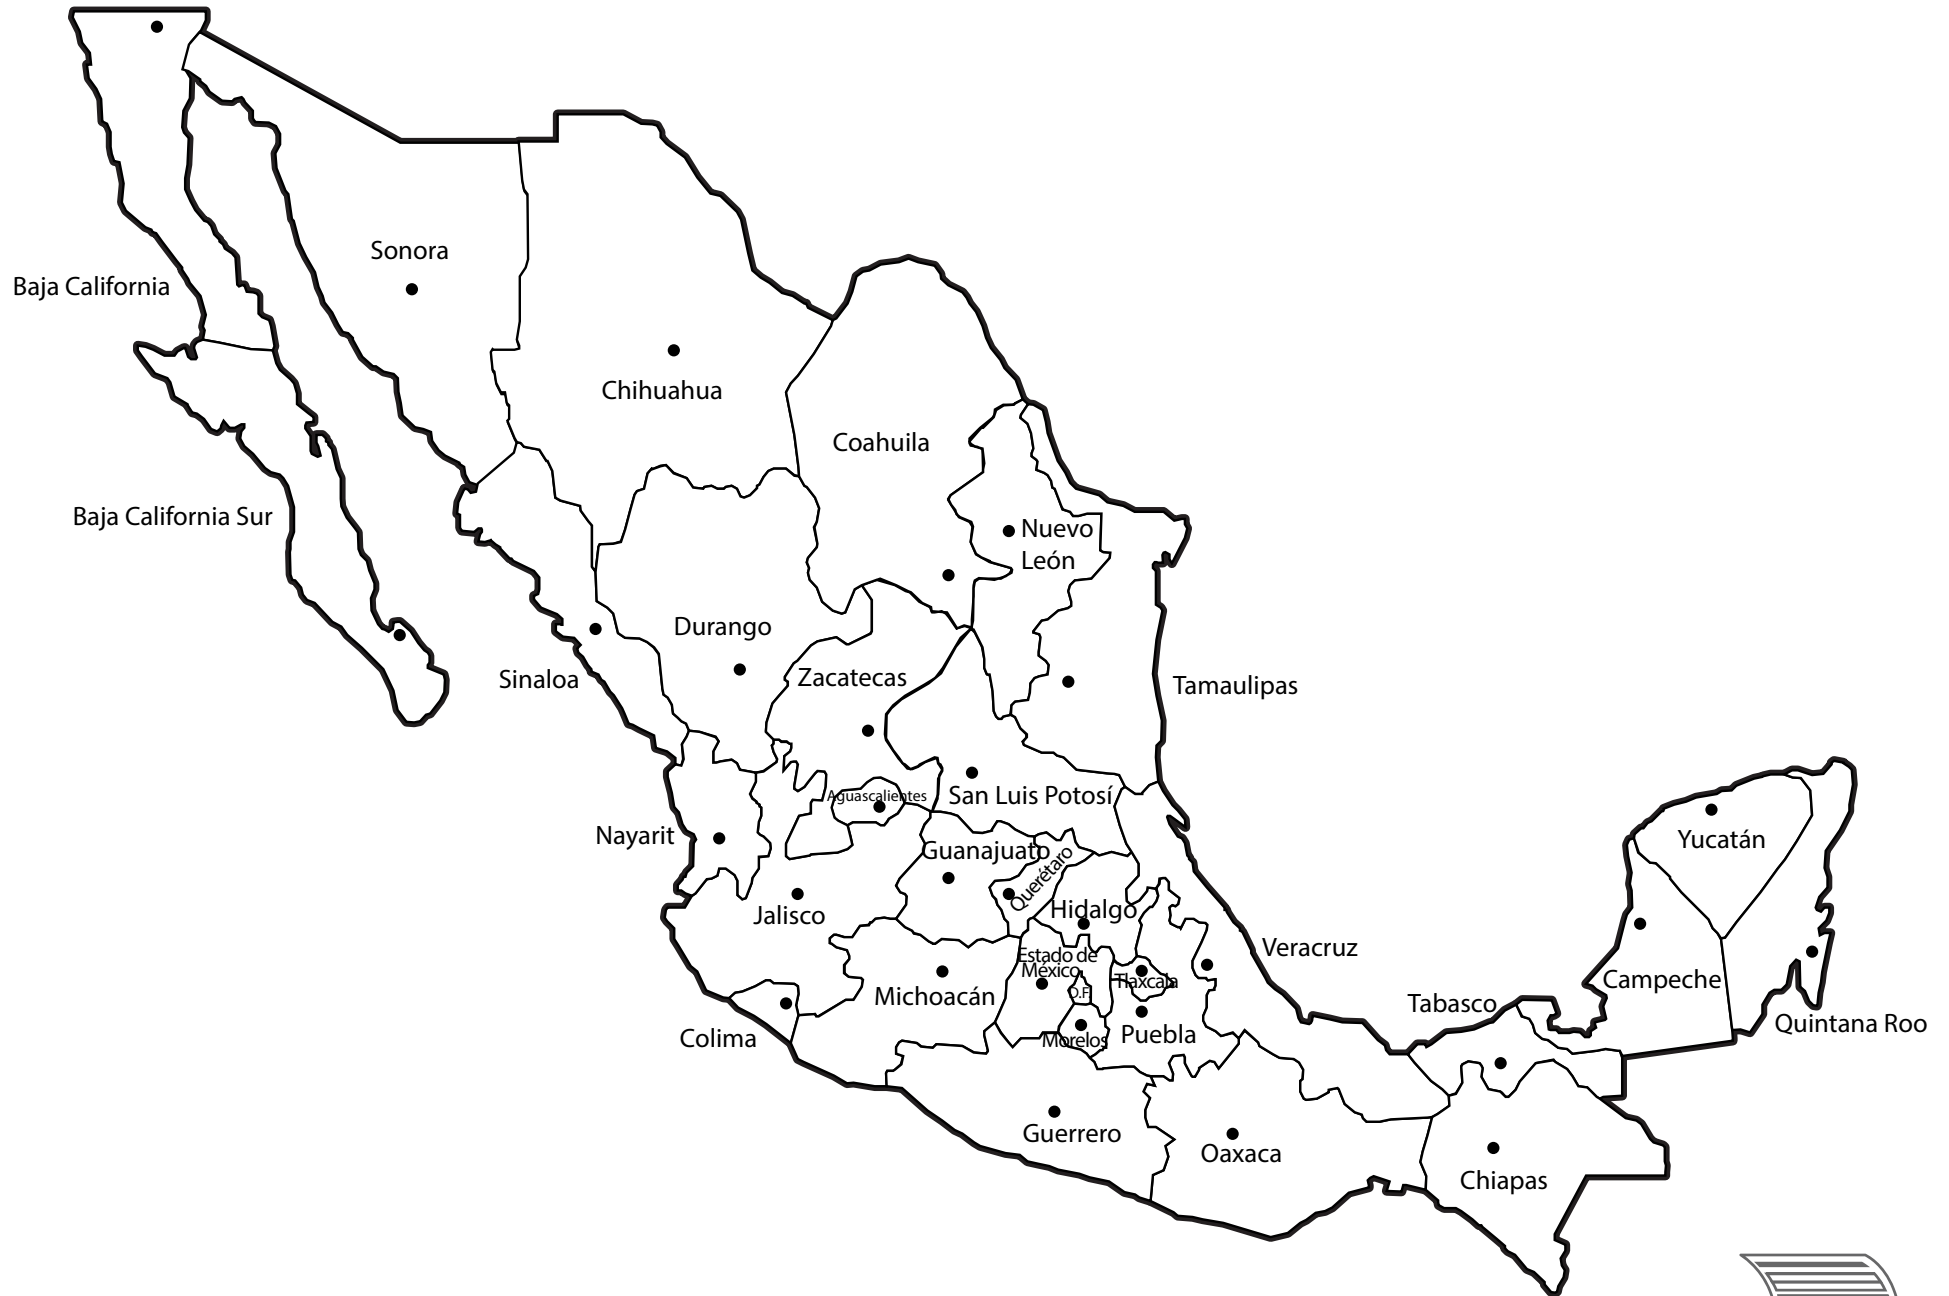 Sonora
Baja California
Chihuahua
Coahuila
Baja California Sur
Nuevo
León
Durango
Sinaloa
Zacatecas
Tamaulipas
Aguascalientes
San Luis Potosí
Nayarit
Guanajuato
Querétaro
Yucatán
Jalisco
Hidalgo
Veracruz
Estado de
México
Tlaxcala
D.F.
Campeche
Michoacán
Tabasco
Quintana Roo
Colima
Morelos
Puebla
Guerrero
Oaxaca
Chiapas